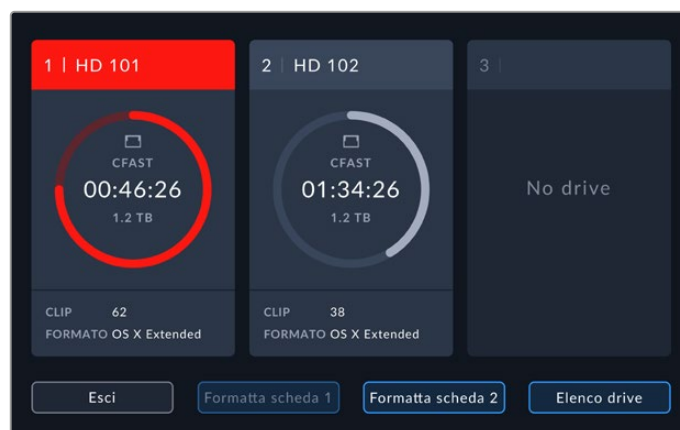 1 | HD 101
CFAST
00:46:26
1.2 TB
CLIP 62
FORMATO OS X Extended
2 | HD 102
CFAST
01:34:26
1.2 TB
CLIP 38
FORMATO OS X Extended
3 |
No drive
Esci
Formatta scheda 1
Formatta scheda 2
Elenco drive